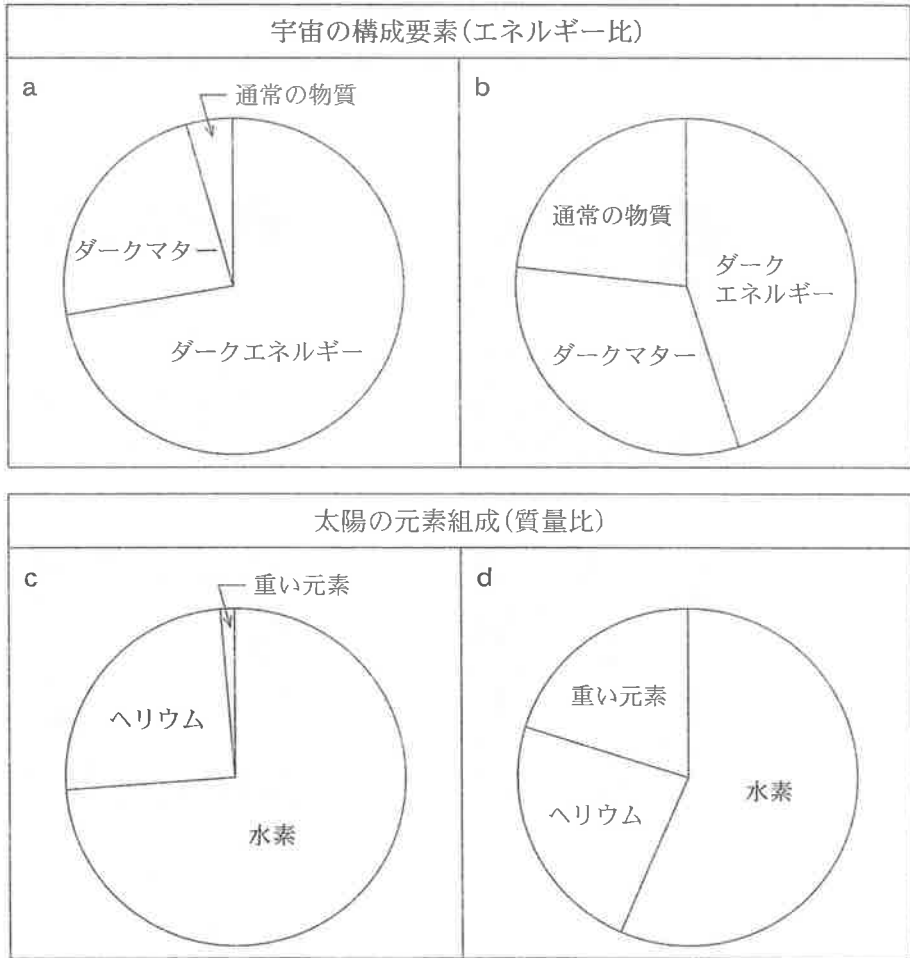 宇宙の構成要素(エネルギー比)
a
通常の物質
ダークマター
ダークエネルギー
b
通常の物質
ダーク
エネルギー
ダークマター
太陽の元素組成(質量比)
c
重い元素
ヘリウム
水素
d
重い元素
水素
ヘリウム